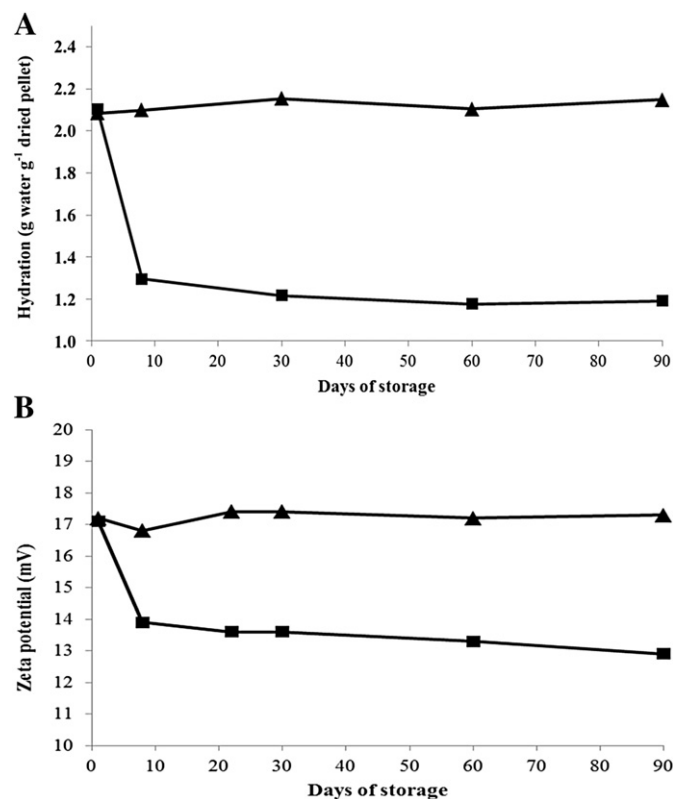 A
Hydration (g water g⁻¹ dried pellet)
2.4
2.2
2.0
1.8
1.6
1.4
1.2
1.0
0 10 20 30 40 50 60 70 80 90
Days of storage
B
Zeta potential (mV)
20
19
18
17
16
15
14
13
12
11
10
0 10 20 30 40 50 60 70 80 90
Days of storage